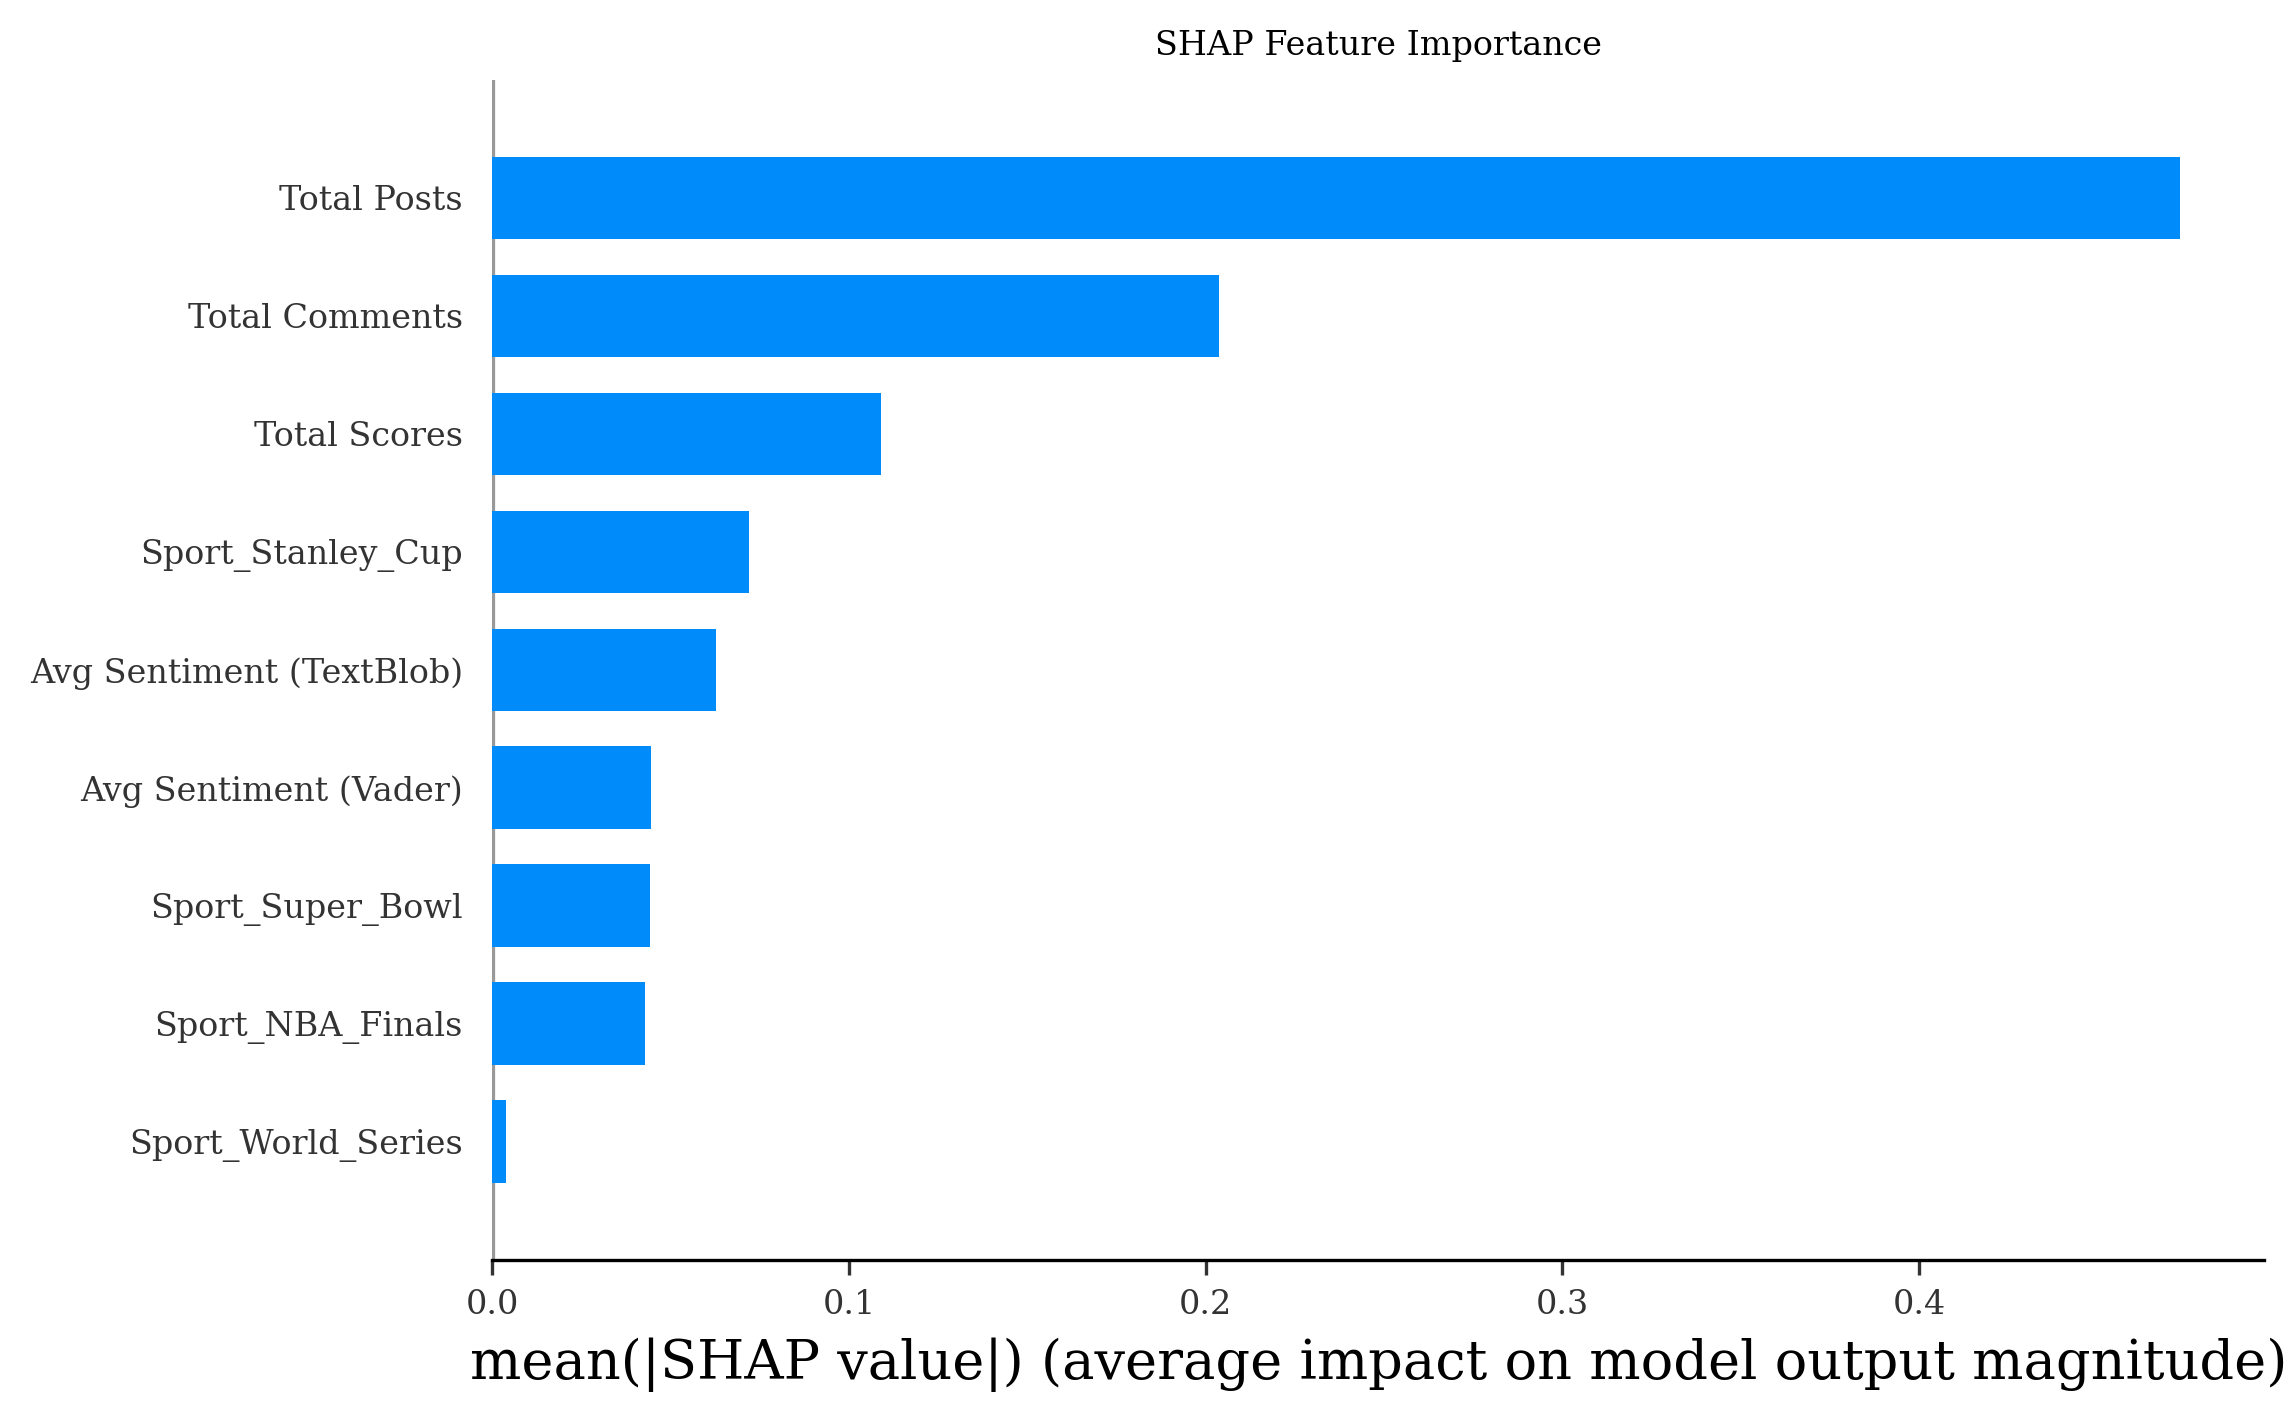 SHAP Feature Importance
Total Posts
Total Comments
Total Scores
Sport_Stanley_Cup
Avg Sentiment (TextBlob)
Avg Sentiment (Vader)
Sport_Super_Bowl
Sport_NBA_Finals
Sport_World_Series
0.0 0.1 0.2 0.3 0.4
mean(|SHAP value|) (average impact on model output magnitude)